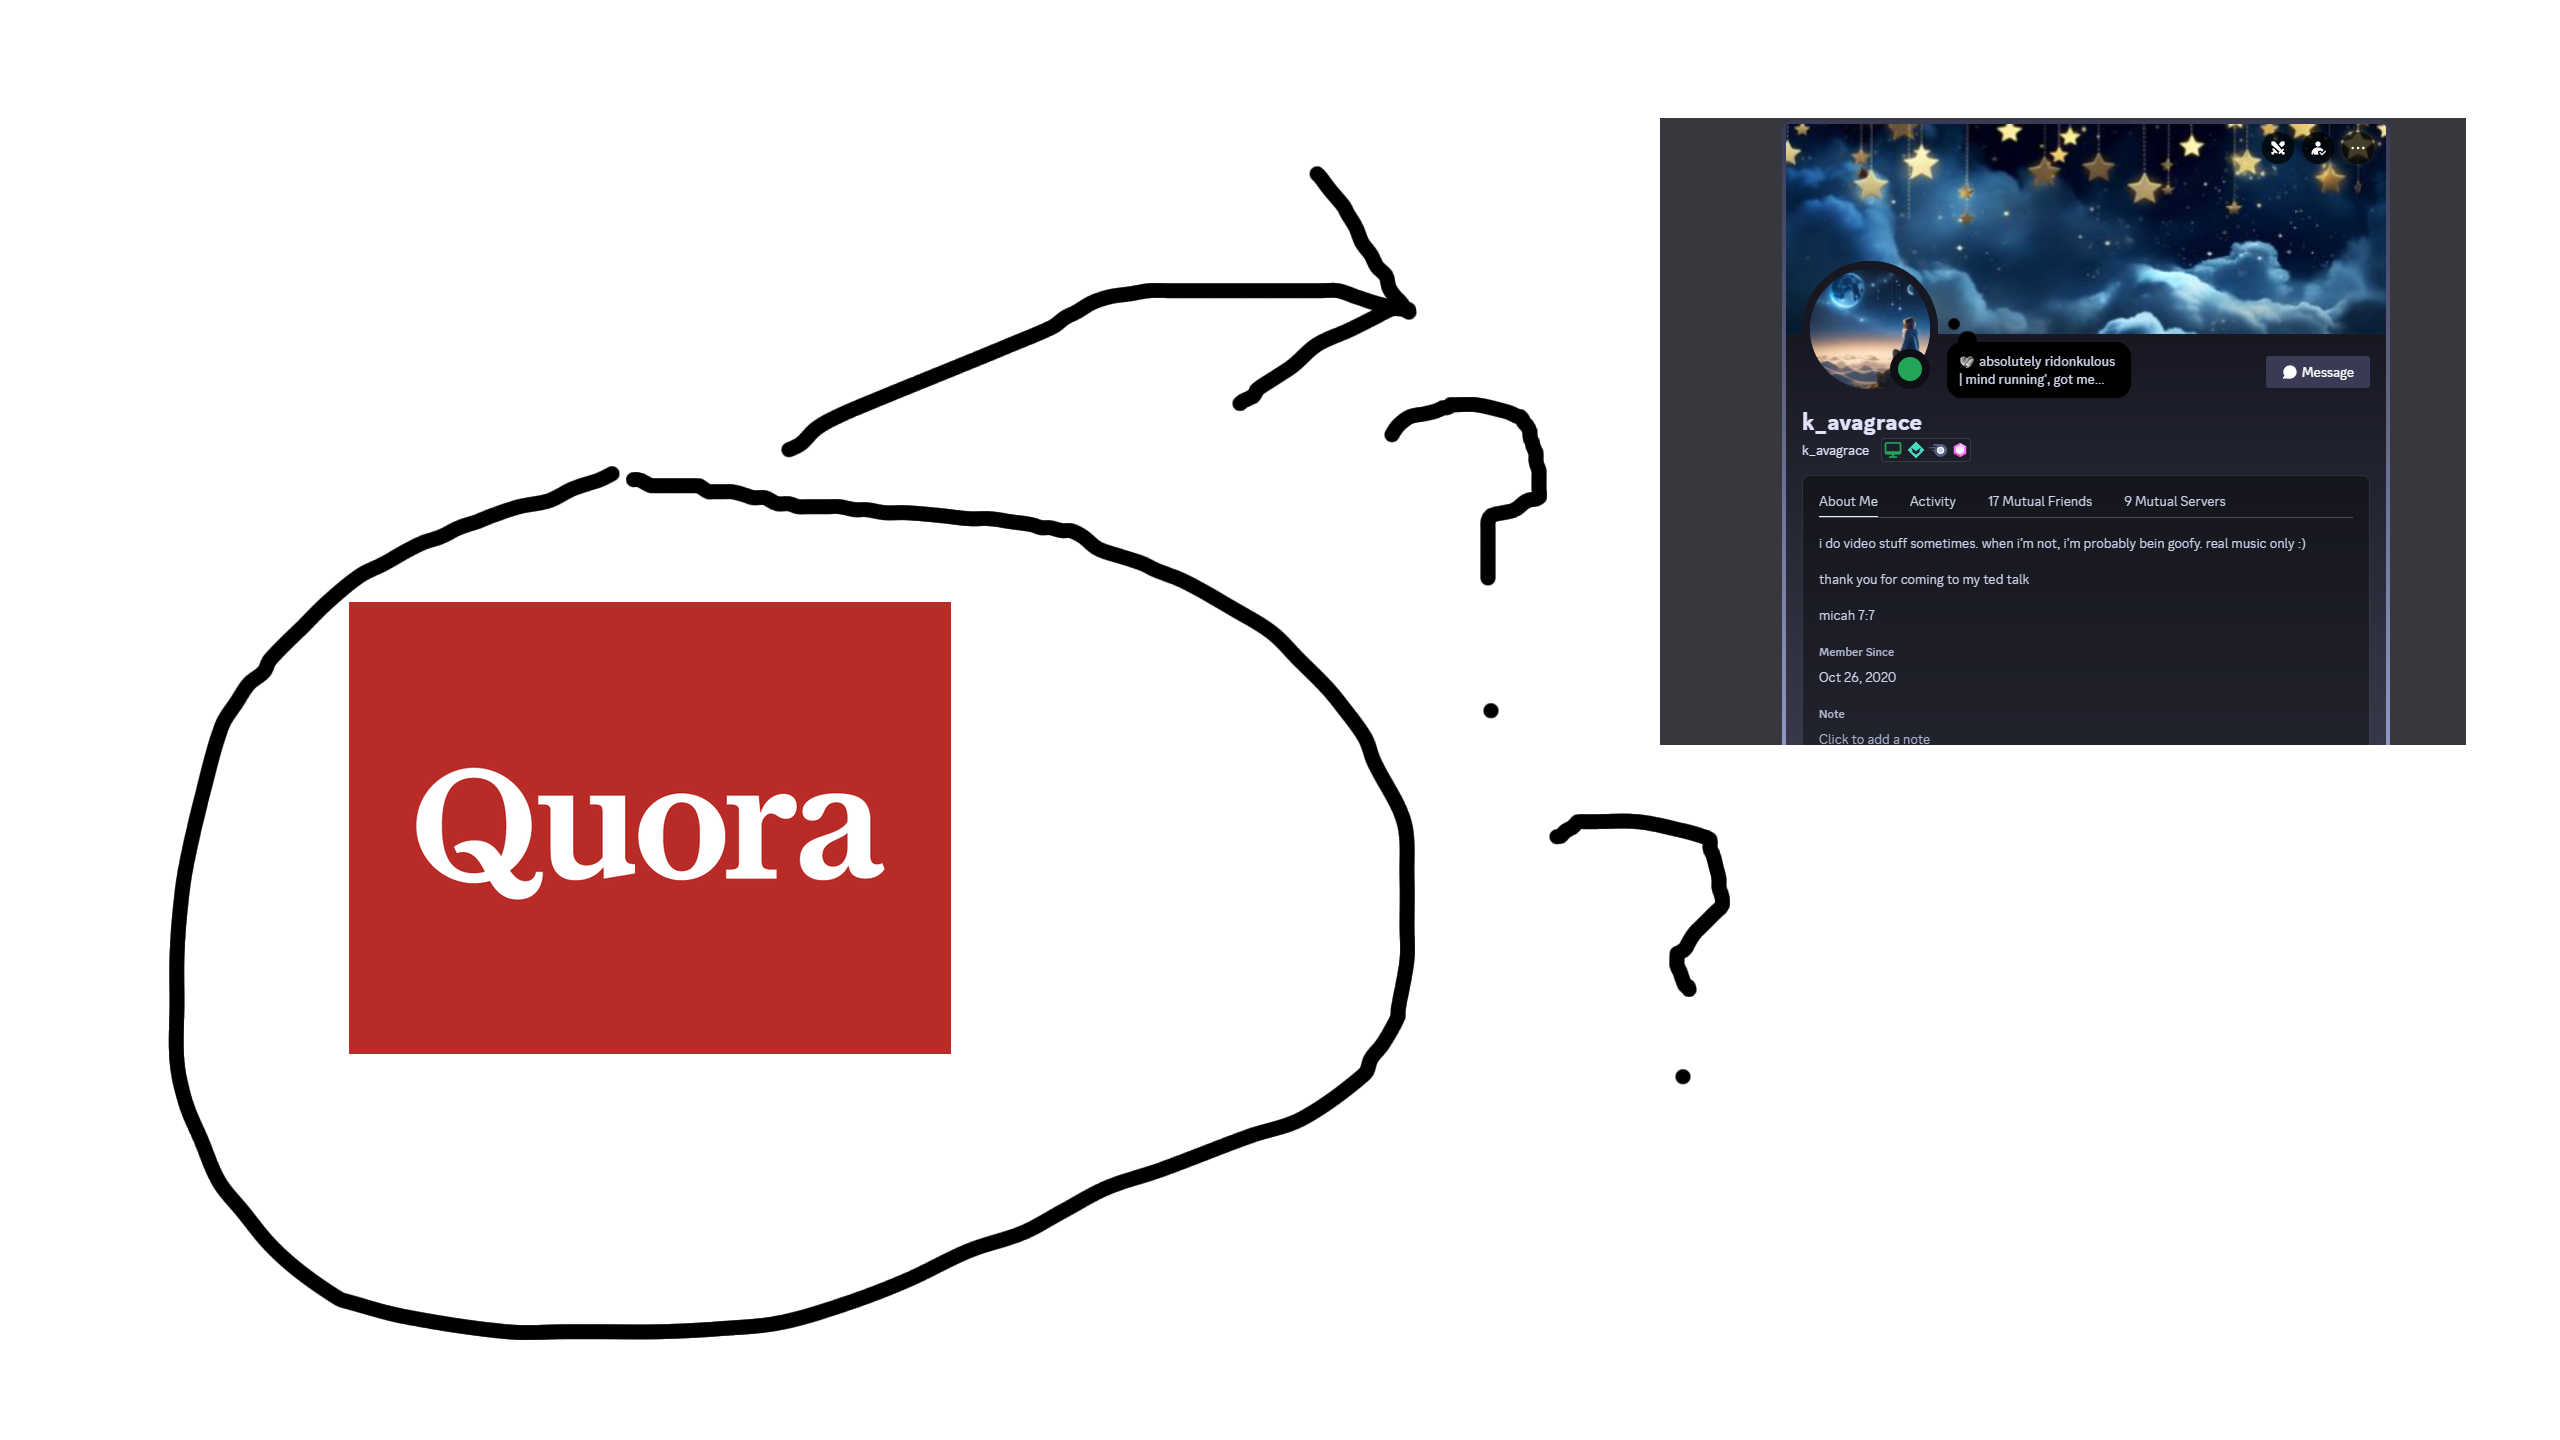 Quora
? ?
absolutely ridonkulous
| mind running', got me...
Message
k_avagrace
k_avagrace
About Me Activity 17 Mutual Friends 9 Mutual Servers
i do video stuff sometimes. when i'm not, i'm probably bein goofy. real music only :)
thank you for coming to my ted talk
micah 7:7
Member Since
Oct 26, 2020
Note
Click to add a note